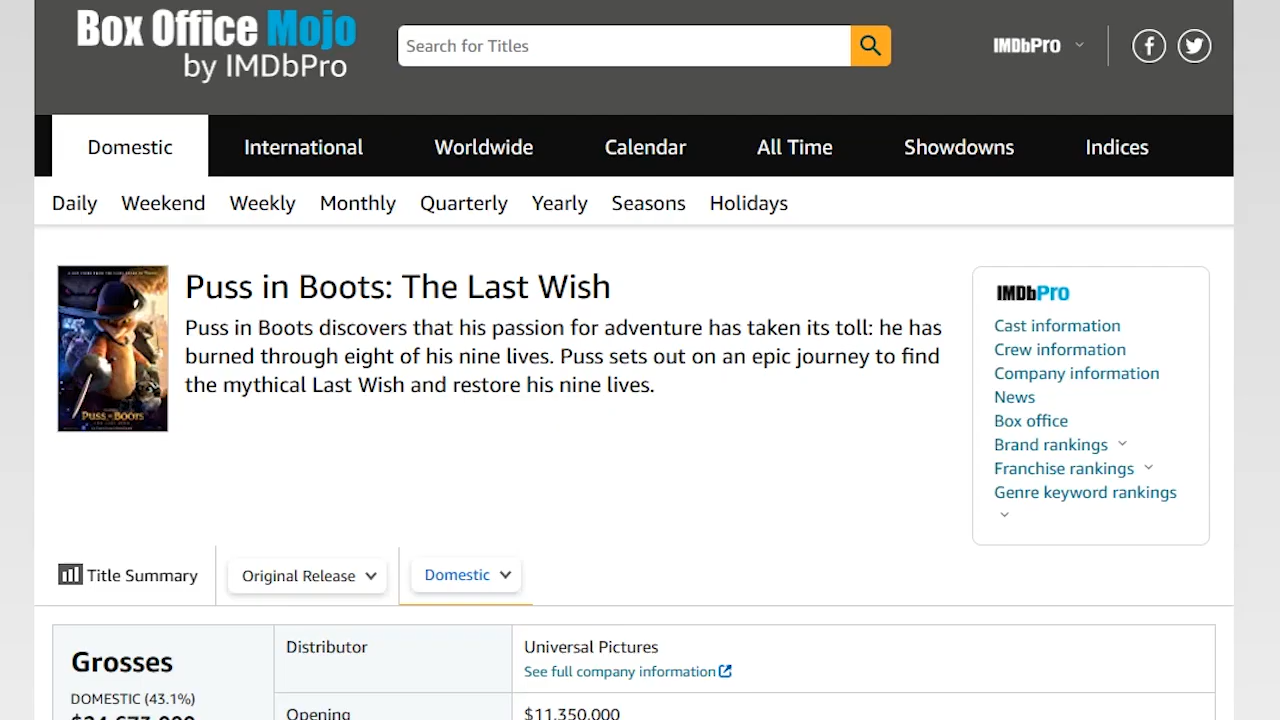 Box Office Mojo
by IMDbPro
Search for Titles
IMDbPro
Domestic
International
Worldwide
Calendar
All Time
Showdowns
Indices
Daily
Weekend
Weekly
Monthly
Quarterly
Yearly
Seasons
Holidays
Puss in Boots: The Last Wish
Puss in Boots discovers that his passion for adventure has taken its toll: he has
burned through eight of his nine lives. Puss sets out on an epic journey to find
the mythical Last Wish and restore his nine lives.
PUSS IN BOOTS
IMDbPro
Cast information
Crew information
Company information
News
Box office
Brand rankings
Franchise rankings
Genre keyword rankings
Title Summary
Original Release
Domestic
Grosses
DOMESTIC (43.1%)
Distributor
Universal Pictures
See full company information
Opening
$11,350,000